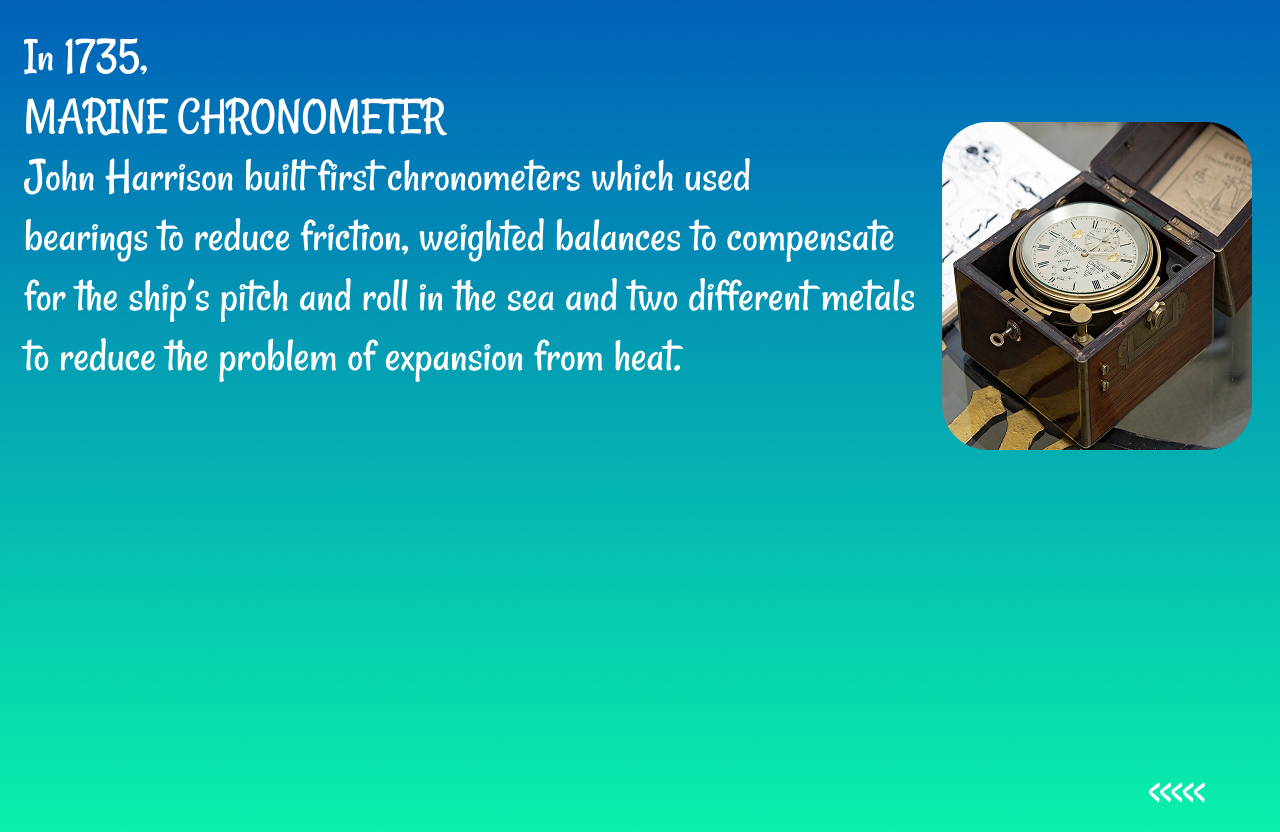 In 1735,
MARINE CHRONOMETER
John Harrison built first chronometers which used
bearings to reduce friction, weighted balances to compensate
for the ship's pitch and roll in the sea and two different metals
to reduce the problem of expansion from heat.
<<<<<